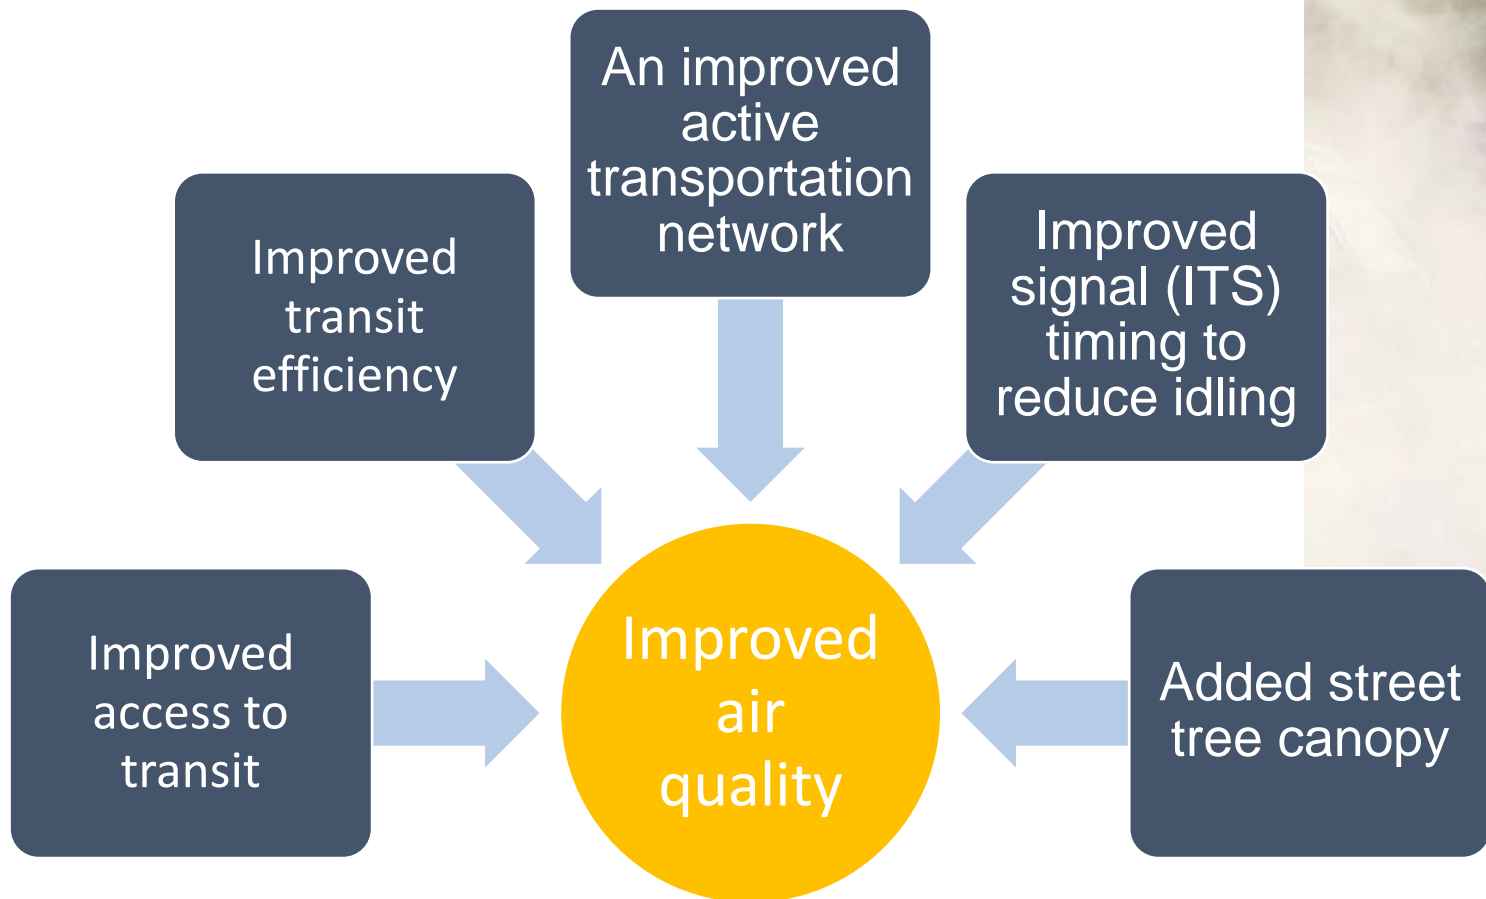 An improved
active
transportation
network
Improved
transit
efficiency
Improved
signal (ITS)
timing to
reduce idling
Improved
access to
transit
Improved
air
quality
Added street
tree canopy